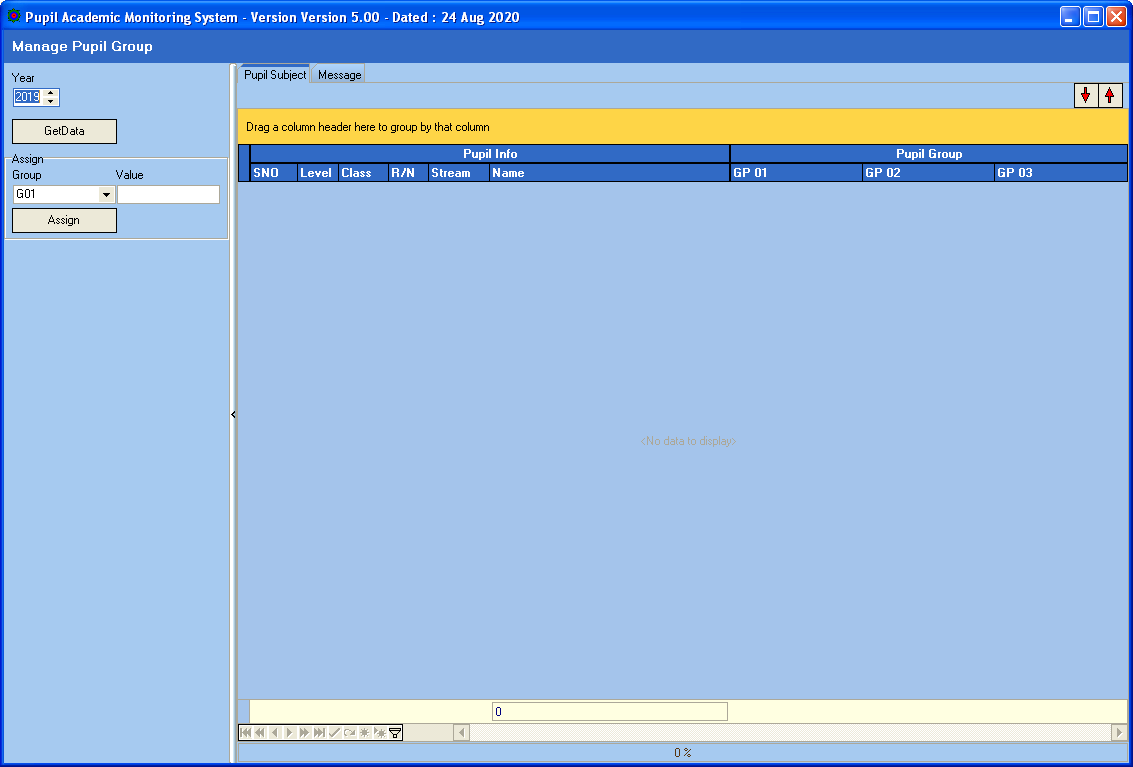 Pupil Academic Monitoring System - Version Version 5.00 - Dated : 24 Aug 2020
Manage Pupil Group
Year
2019
GetData
Assign
Group Value
G01
Assign
Pupil Subject Message
Drag a column header here to group by that column
Pupil Info Pupil Group
SNO Level Class R/N Stream Name GP 01 GP 02 GP 03
<No data to display>
0
0 %